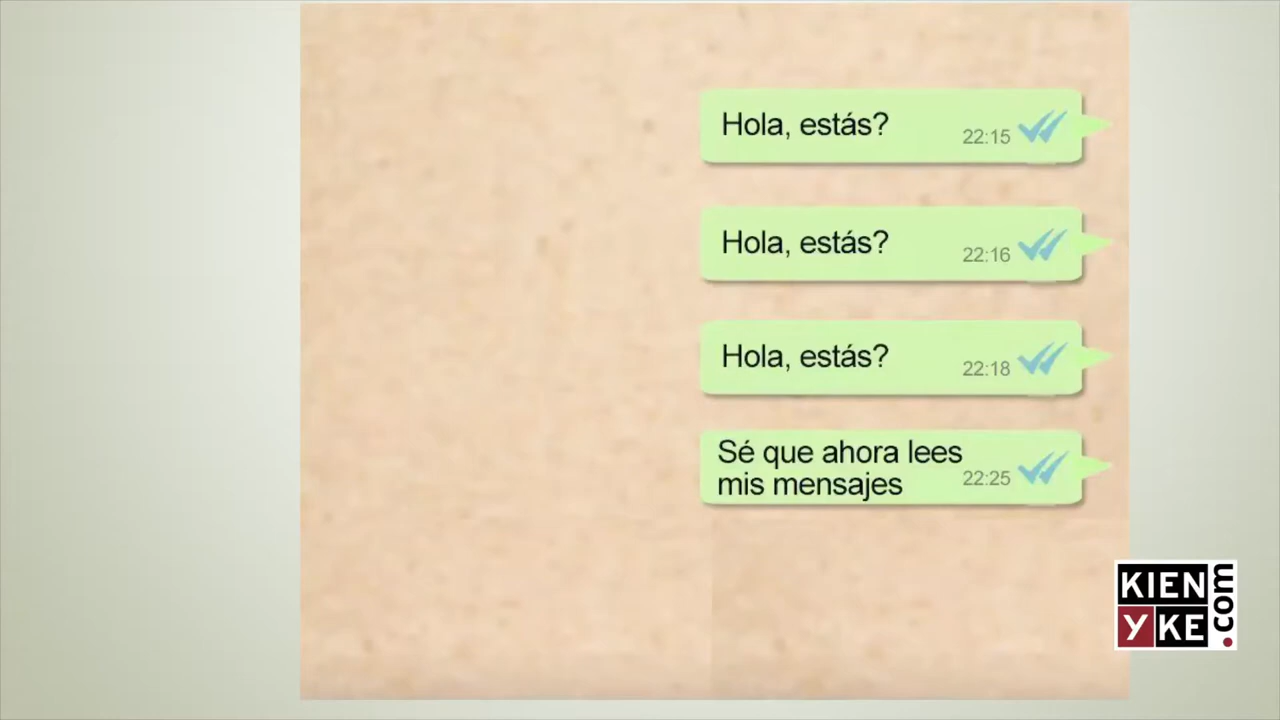 Hola, estás?
22:15
Hola, estás?
22:16
Hola, estás?
22:18
Sé que ahora lees
mis mensajes
22:25
KIEN
YKE
.com